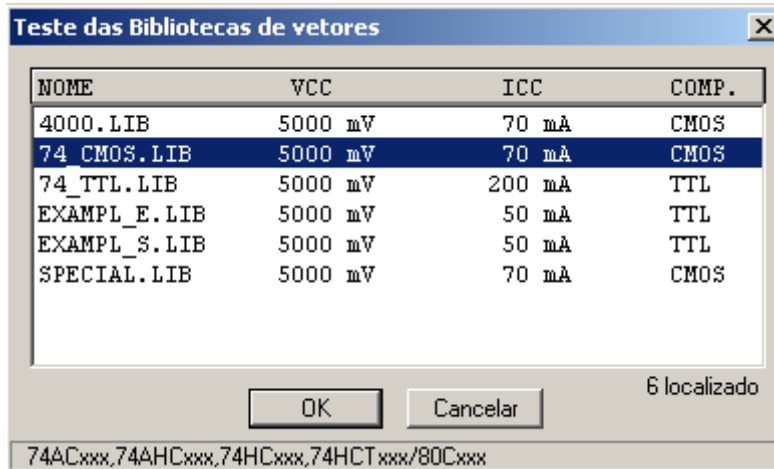 Teste das Bibliotecas de vetores
NOME VCC ICC COMP.
4000.LIB 5000 mV 70 mA CMOS
74_CMOS.LIB 5000 mV 70 mA CMOS
74_TTL.LIB 5000 mV 200 mA TTL
EXAMPL_E.LIB 5000 mV 50 mA TTL
EXAMPL_S.LIB 5000 mV 50 mA TTL
SPECIAL.LIB 5000 mV 70 mA CMOS
6 localizado
OK Cancelar
74ACxxx,74AHCxxx,74HCxxx,74HCTxxx/80Cxxx